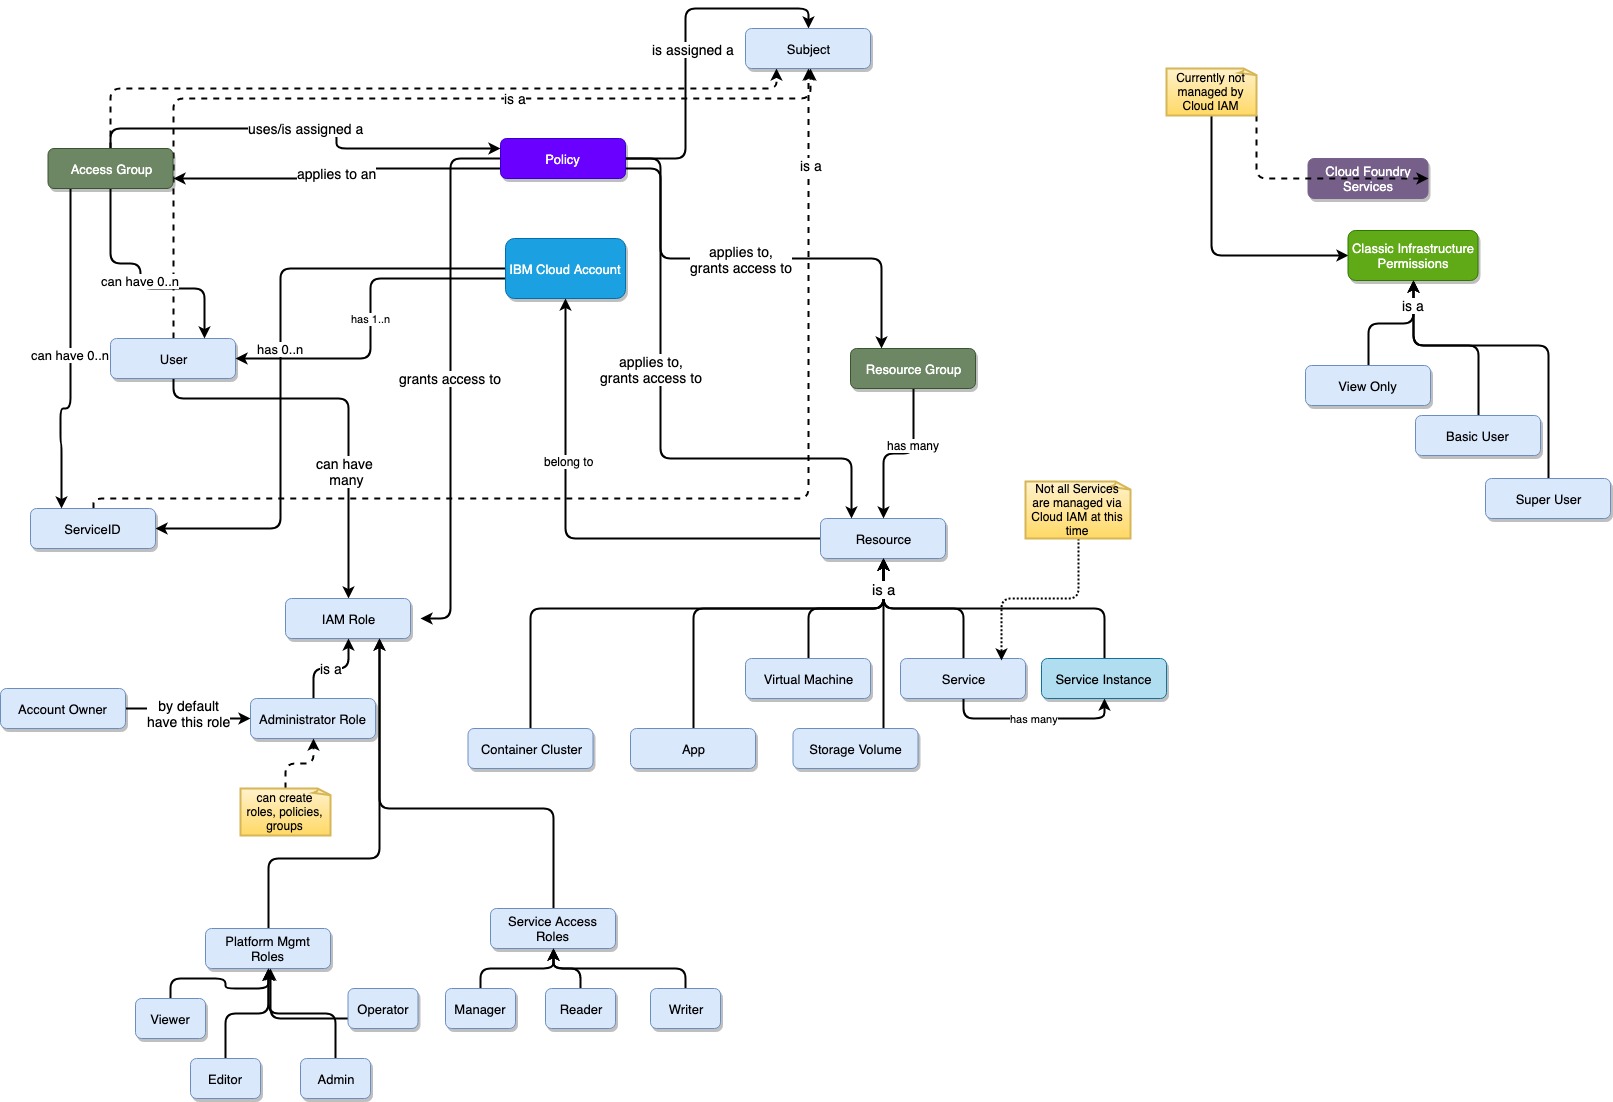 is assigned a
Subject
is a
Currently not
managed by
Cloud IAM
uses/is assigned a
Policy
Access Group
applies to an
is a
Cloud Foundry
Services
IBM Cloud Account
applies to,
grants access to
Classic Infrastructure
Permissions
can have 0..n
has 1..n
is a
User
has 0..n
can have 0..n
grants access to
applies to,
grants access to
Resource Group
View Only
Basic User
can have
many
belong to
has many
Not all Services
are managed via
Cloud IAM at this
time
Super User
ServiceID
Resource
is a
IAM Role
is a
Virtual Machine
Service
Service Instance
Account Owner
by default
have this role
Administrator Role
has many
Container Cluster
App
Storage Volume
can create
roles, policies,
groups
Service Access
Roles
Platform Mgmt
Roles
Viewer
Operator
Manager
Reader
Writer
Editor
Admin